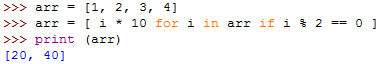 >>> arr = [1, 2, 3, 4]
>>> arr = [ i * 10 for i in arr if i % 2 == 0 ]
>>> print (arr)
[20, 40]